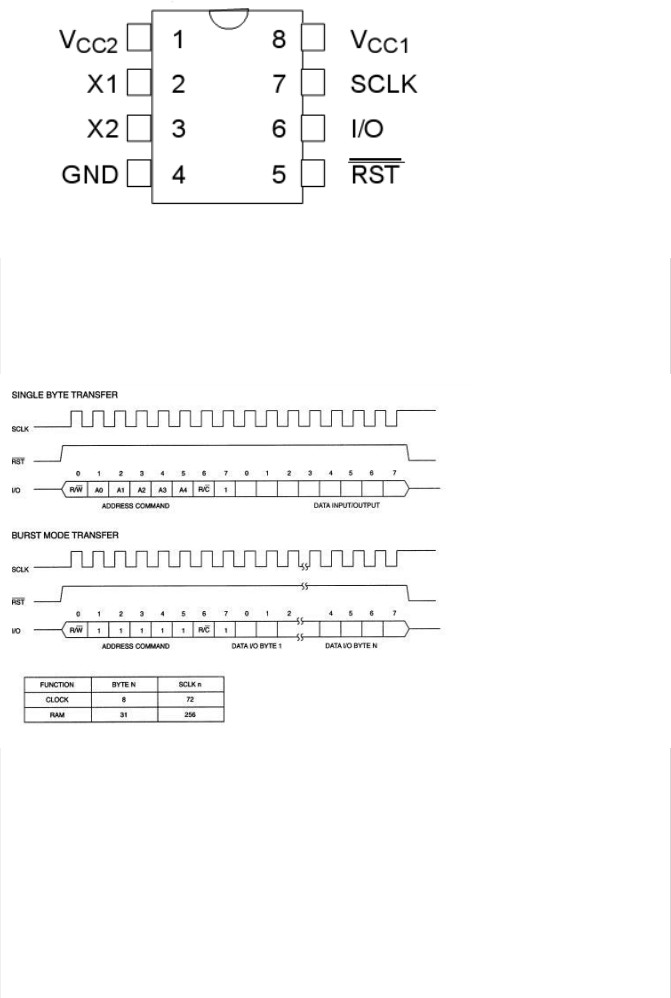 VCC2 1 8 VCC1
X1 2 7 SCLK
X2 3 6 I/O
GND 4 5 RST
SINGLE BYTE TRANSFER
SCLK
RST
0 1 2 3 4 5 6 7 0 1 2 3 4 5 6 7
I/O R/W A0 A1 A2 A3 A4 R/C 1
ADDRESS COMMAND DATA INPUT/OUTPUT
BURST MODE TRANSFER
SCLK
RST
0 1 2 3 4 5 6 7 0 1 2 4 5 6 7
I/O R/W 1 1 1 1 1 R/C 1
ADDRESS COMMAND DATA I/O BYTE 1 DATA I/O BYTE N
FUNCTION BYTE N SCLK n
CLOCK 8 72
RAM 31 256